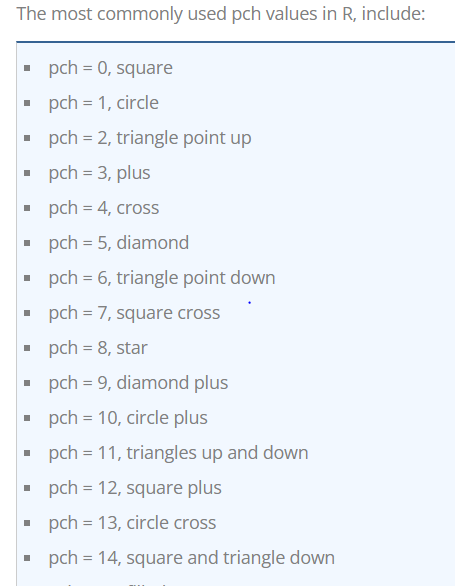 The most commonly used pch values in R, include:
pch = 0, square
pch = 1, circle
pch = 2, triangle point up
pch = 3, plus
pch = 4, cross
pch = 5, diamond
pch = 6, triangle point down
pch = 7, square cross
pch = 8, star
pch = 9, diamond plus
pch = 10, circle plus
pch = 11, triangles up and down
pch = 12, square plus
pch = 13, circle cross
pch = 14, square and triangle down